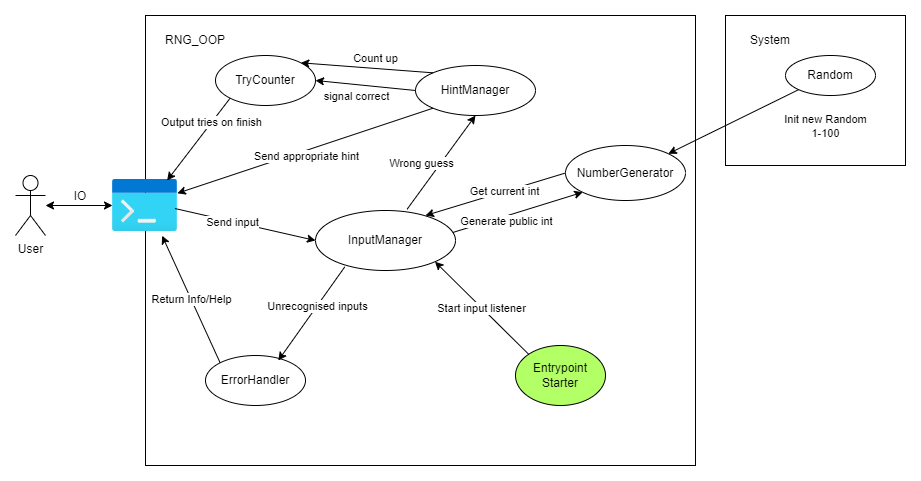 RNG_OOP
System
Count up
TryCounter
HintManager
Random
signal correct
Output tries on finish
Init new Random
1-100
Send appropriate hint
Wrong guess
NumberGenerator
IO
Get current int
Send input
Generate public int
InputManager
User
Return Info/Help
Unrecognised inputs
Start input listener
ErrorHandler
Entrypoint
Starter